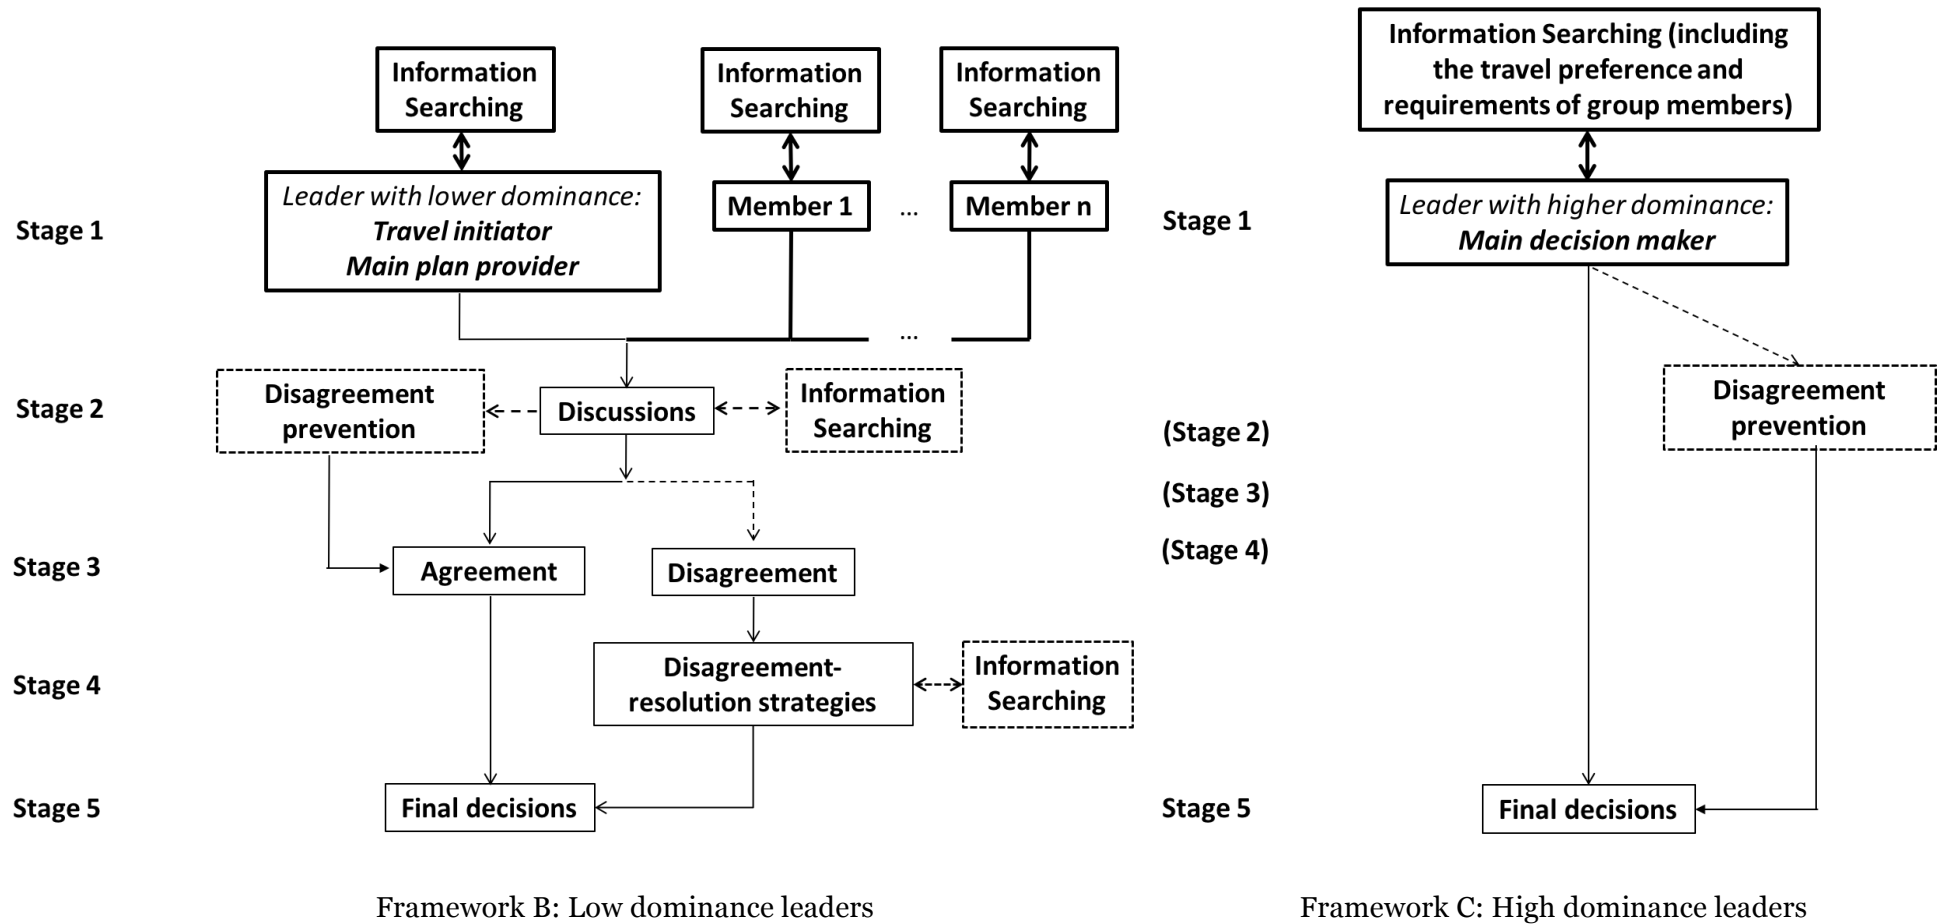 Information
Searching
Information
Searching
Information
Searching
Leader with lower dominance:
Travel initiator
Main plan provider
Member 1
...
Member n
Stage 1
...
Stage 2
Disagreement
prevention
Discussions
Information
Searching
Stage 3
Agreement
Disagreement
Stage 4
Disagreement-
resolution strategies
Information
Searching
Stage 5
Final decisions
Framework B: Low dominance leaders
Information Searching (including
the travel preference and
requirements of group members)
Stage 1
Leader with higher dominance:
Main decision maker
Disagreement
prevention
(Stage 2)
(Stage 3)
(Stage 4)
Stage 5
Final decisions
Framework C: High dominance leaders